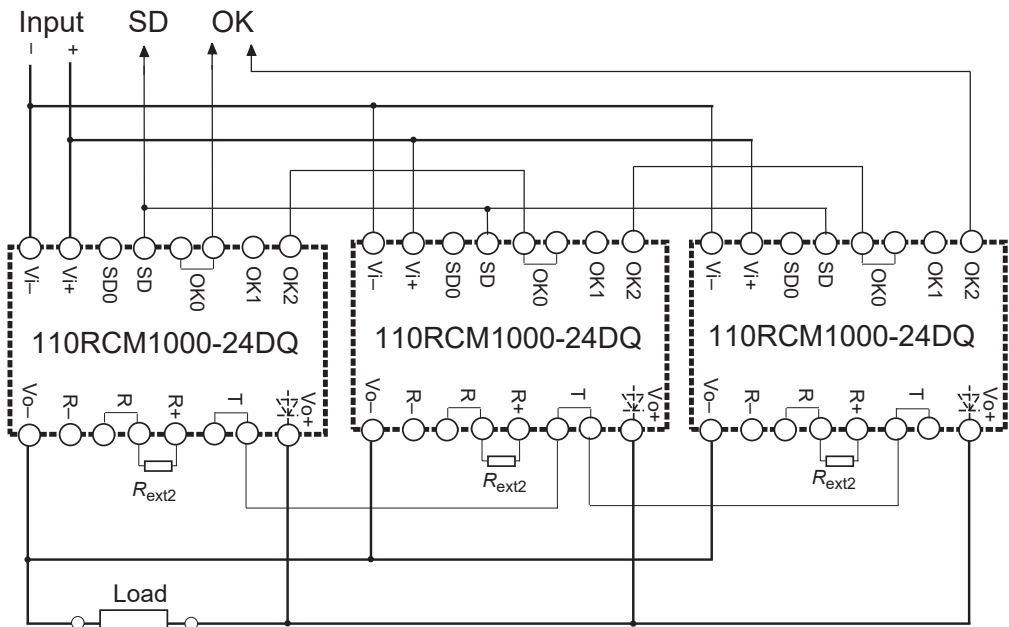 Input SD OK
– +
Vi– Vi+ SD0 SD OK0 OK1 OK2
Vi– Vi+ SD0 SD OK0 OK1 OK2
Vi– Vi+ SD0 SD OK0 OK1 OK2
110RCM1000-24DQ 110RCM1000-24DQ 110RCM1000-24DQ
Vo– R– R R+ T Vo+
Vo– R– R R+ T Vo+
Vo– R– R R+ T Vo+
Rext2 Rext2 Rext2
Load